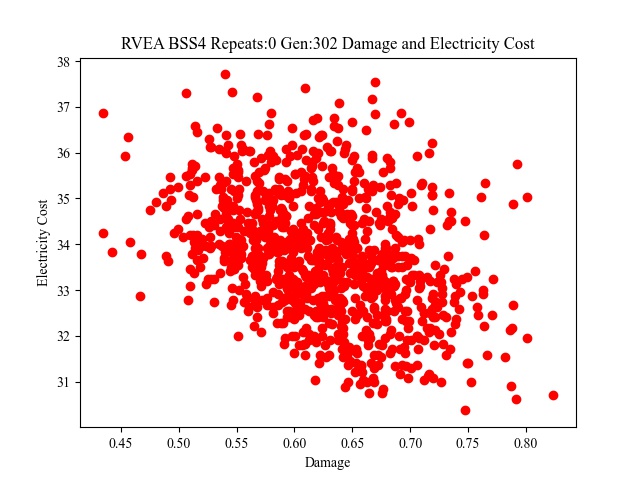 RVEA BSS4 Repeats:0 Gen:302 Damage and Electricity Cost
38
37
36
35
34
33
32
31
Electricity Cost
0.45 0.50 0.55 0.60 0.65 0.70 0.75 0.80
Damage